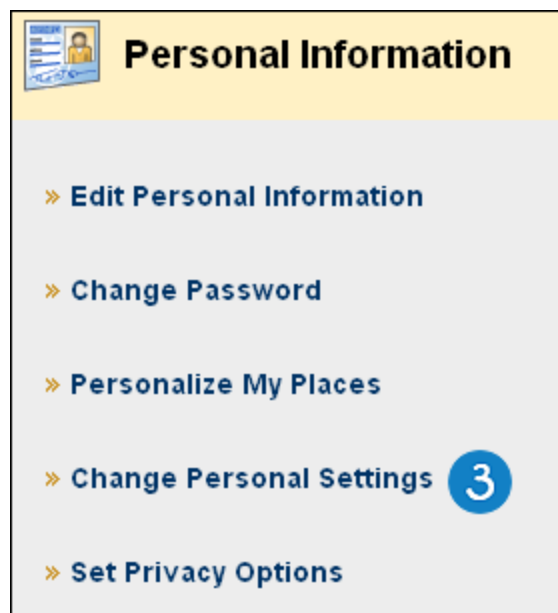 Personal Information
» Edit Personal Information
» Change Password
» Personalize My Places
» Change Personal Settings 3
» Set Privacy Options